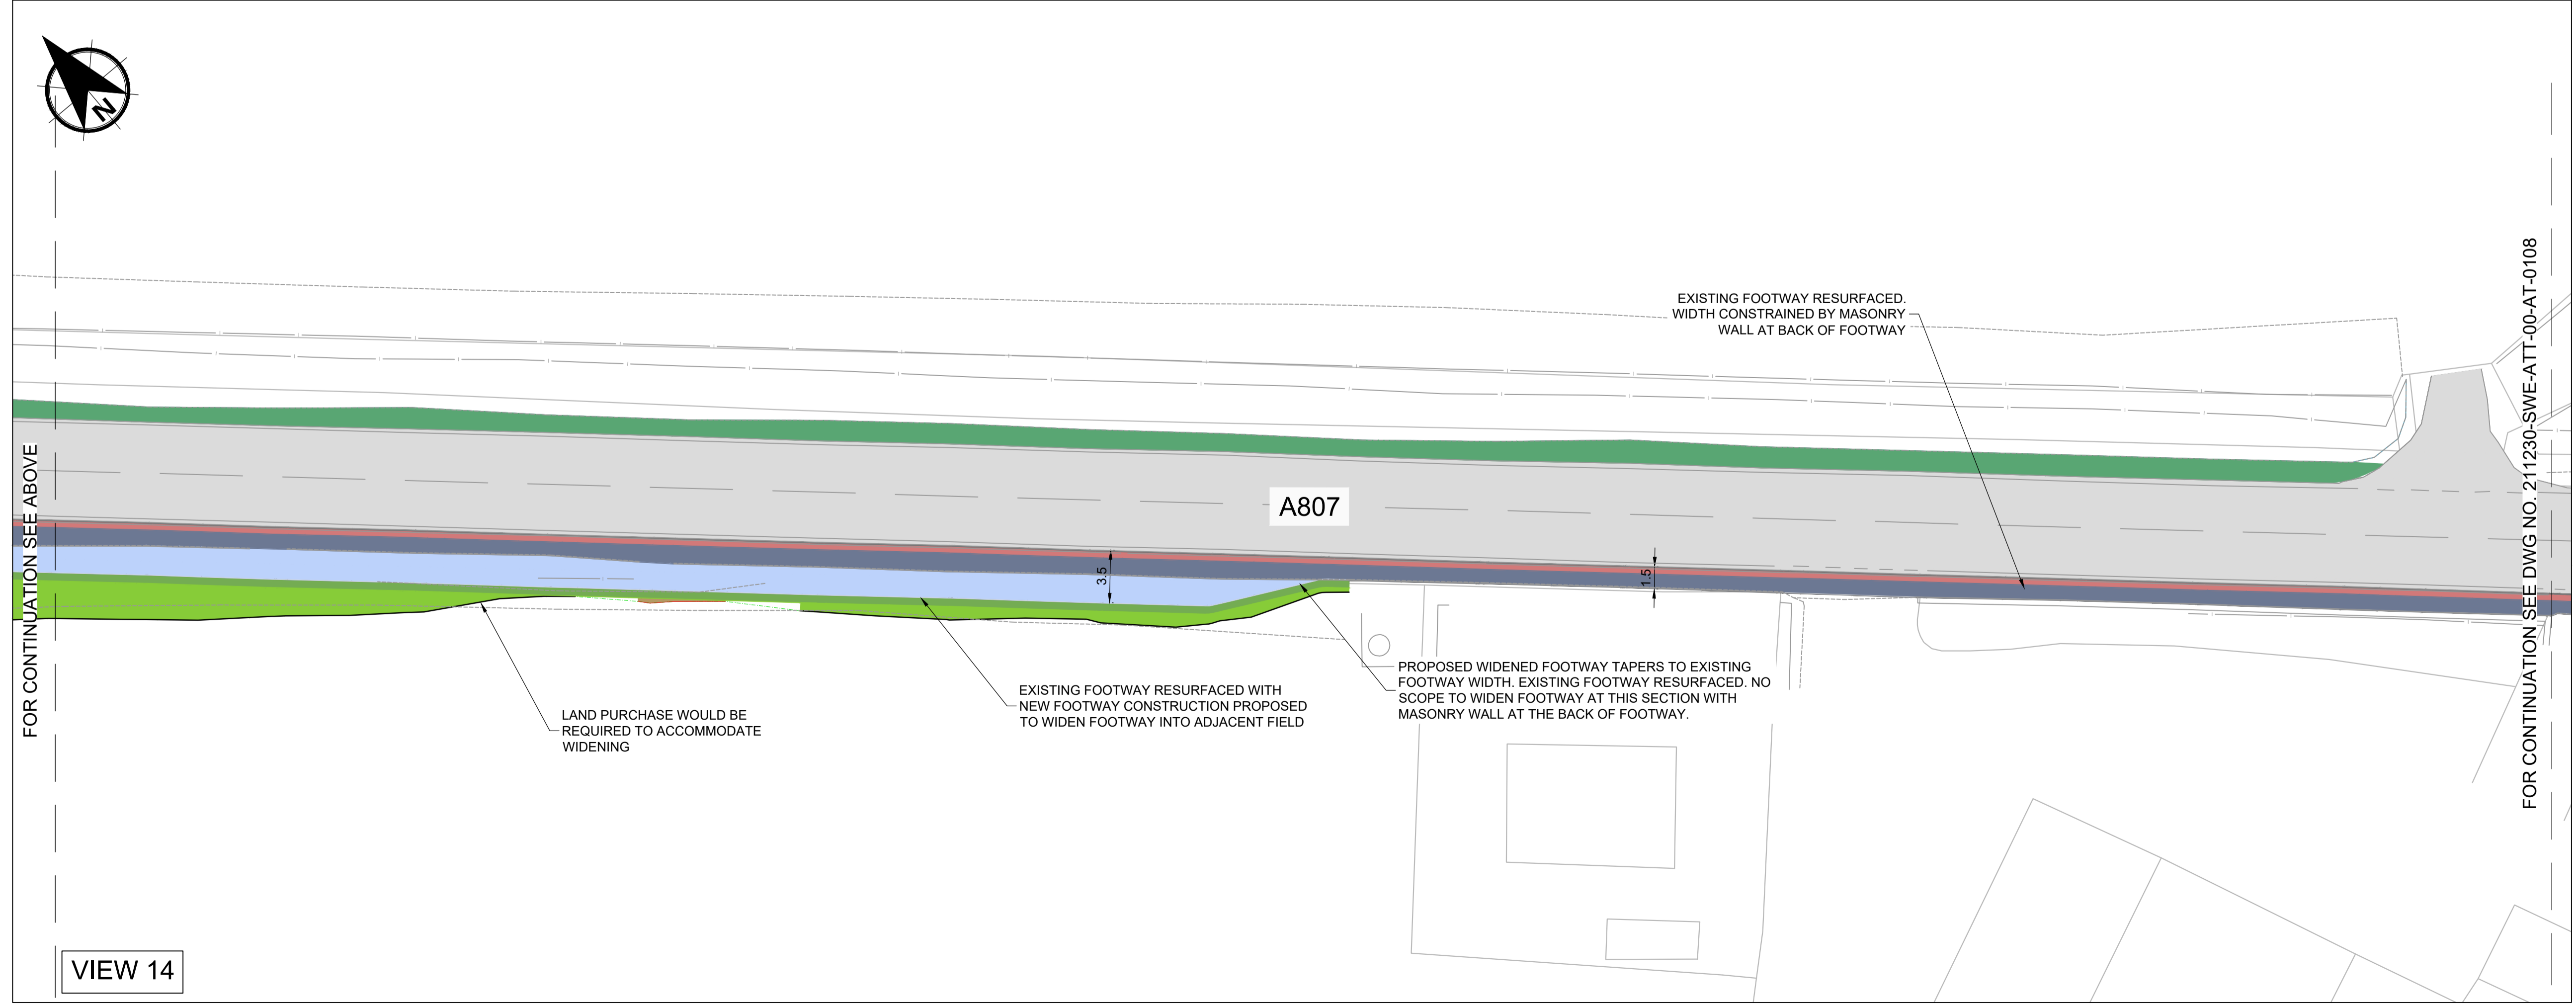 N
EXISTING FOOTWAY RESURFACED.
WIDTH CONSTRAINED BY MASONRY
WALL AT BACK OF FOOTWAY
FOR CONTINUATION SEE ABOVE
A807
3.5
1.5
FOR CONTINUATION SEE DWG NO. 211230-SWE-ATT-00-AT-0108
LAND PURCHASE WOULD BE
REQUIRED TO ACCOMMODATE
WIDENING
EXISTING FOOTWAY RESURFACED WITH
NEW FOOTWAY CONSTRUCTION PROPOSED
TO WIDEN FOOTWAY INTO ADJACENT FIELD
PROPOSED WIDENED FOOTWAY TAPERS TO EXISTING
FOOTWAY WIDTH. EXISTING FOOTWAY RESURFACED. NO
SCOPE TO WIDEN FOOTWAY AT THIS SECTION WITH
MASONRY WALL AT THE BACK OF FOOTWAY.
VIEW 14